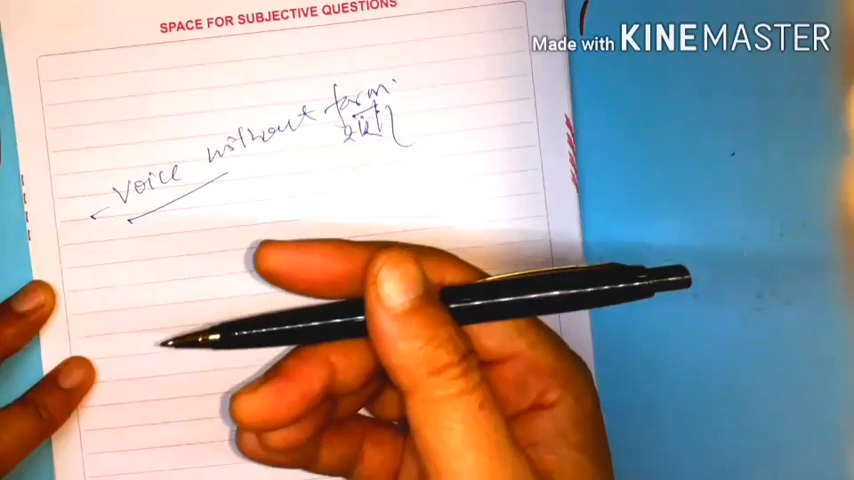 SPACE FOR SUBJECTIVE QUESTIONS
Made with KINEMASTER
voice without form